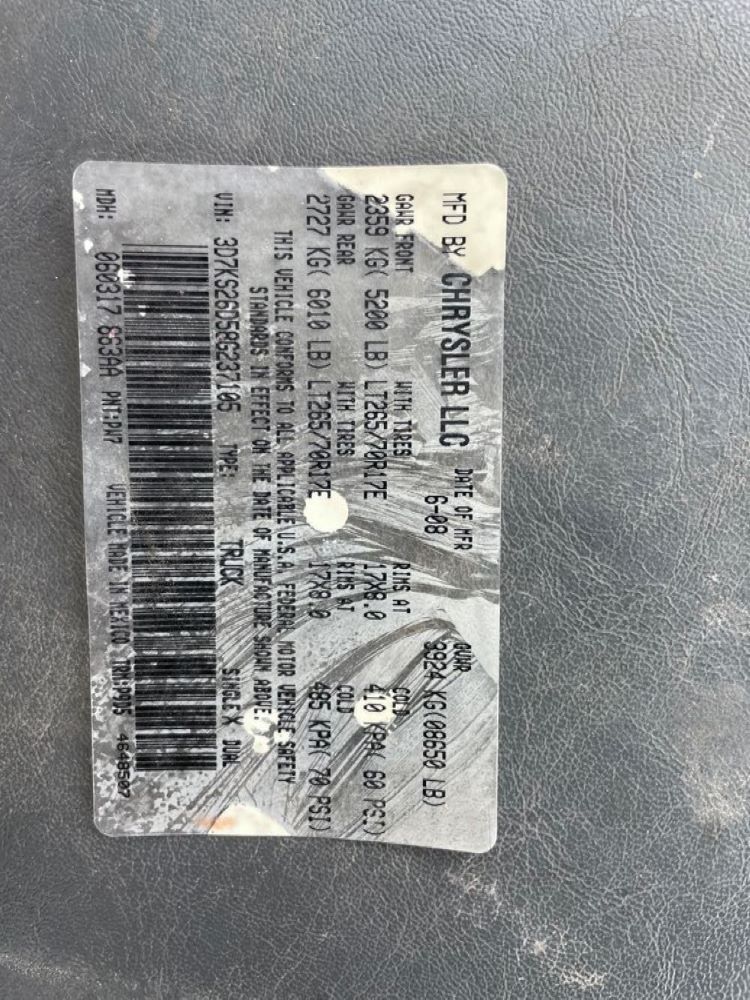 MFD BY CHRYSLER LLC DATE OF MFR GVWR
6-08 3924 KG(08650 LB)
GAWR FRONT WITH TIRES RIMS AT COLD
2359 KG( 5200 LB) LT265/70R17E 17X8.0 410 KPA( 60 PSI)
GAWR REAR WITH TIRES RIMS AT COLD
2727 KG( 6010 LB) LT265/70R17E 17X8.0 485 KPA( 70 PSI)
THIS VEHICLE CONFORMS TO ALL APPLICABLE U.S.A. FEDERAL MOTOR VEHICLE SAFETY
STANDARDS IN EFFECT ON THE DATE OF MANUFACTURE SHOWN ABOVE.
VIN: 3D7KS26D58G237105 TYPE: TRUCK SINGLE X DUAL
MDH: 060317 863AA PNT:PW7 VEHICLE MADE IN MEXICO 4648507